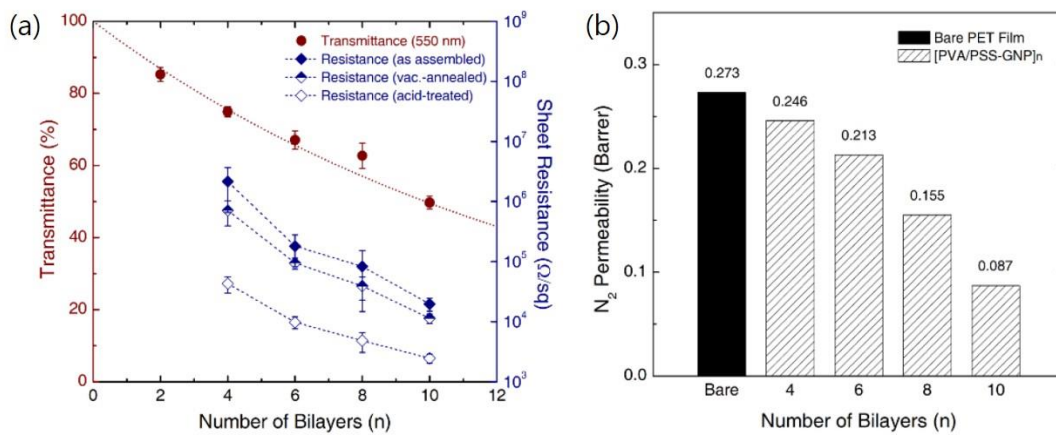 (a)
Transmittance (%)
100
80
60
40
20
0
Transmittance (550 nm)
Resistance (as assembled)
Resistance (vac.-annealed)
Resistance (acid-treated)
10⁹
10⁸
10⁷
10⁶
10⁵
10⁴
10³
Sheet Resistance (Ω/sq)
0 2 4 6 8 10 12
Number of Bilayers (n)
(b)
N₂ Permeability (Barrer)
0.3
0.2
0.1
0.0
Bare PET Film
[PVA/PSS-GNP]n
0.273
0.246
0.213
0.155
0.087
Bare 4 6 8 10
Number of Bilayers (n)